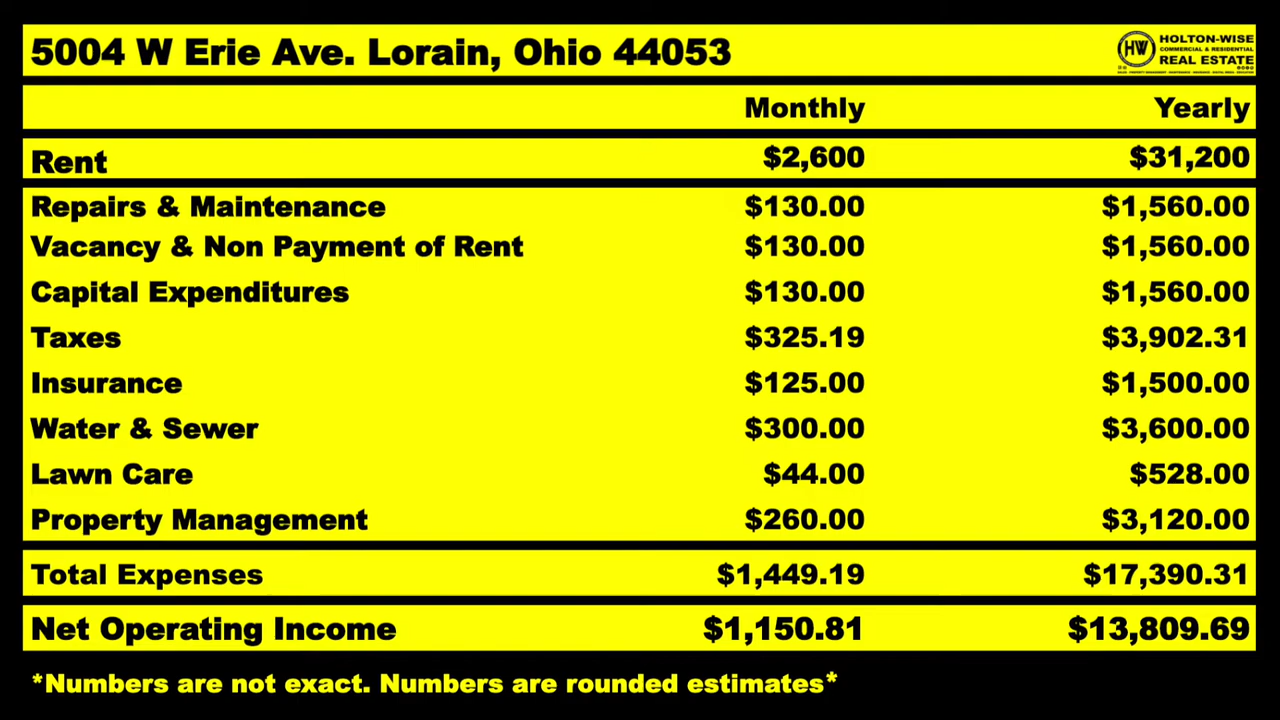 5004 W Erie Ave. Lorain, Ohio 44053
HW
HOLTON-WISE
COMMERCIAL & RESIDENTIAL
REAL ESTATE
Monthly Yearly
Rent $2,600 $31,200
Repairs & Maintenance $130.00 $1,560.00
Vacancy & Non Payment of Rent $130.00 $1,560.00
Capital Expenditures $130.00 $1,560.00
Taxes $325.19 $3,902.31
Insurance $125.00 $1,500.00
Water & Sewer $300.00 $3,600.00
Lawn Care $44.00 $528.00
Property Management $260.00 $3,120.00
Total Expenses $1,449.19 $17,390.31
Net Operating Income $1,150.81 $13,809.69
*Numbers are not exact. Numbers are rounded estimates*